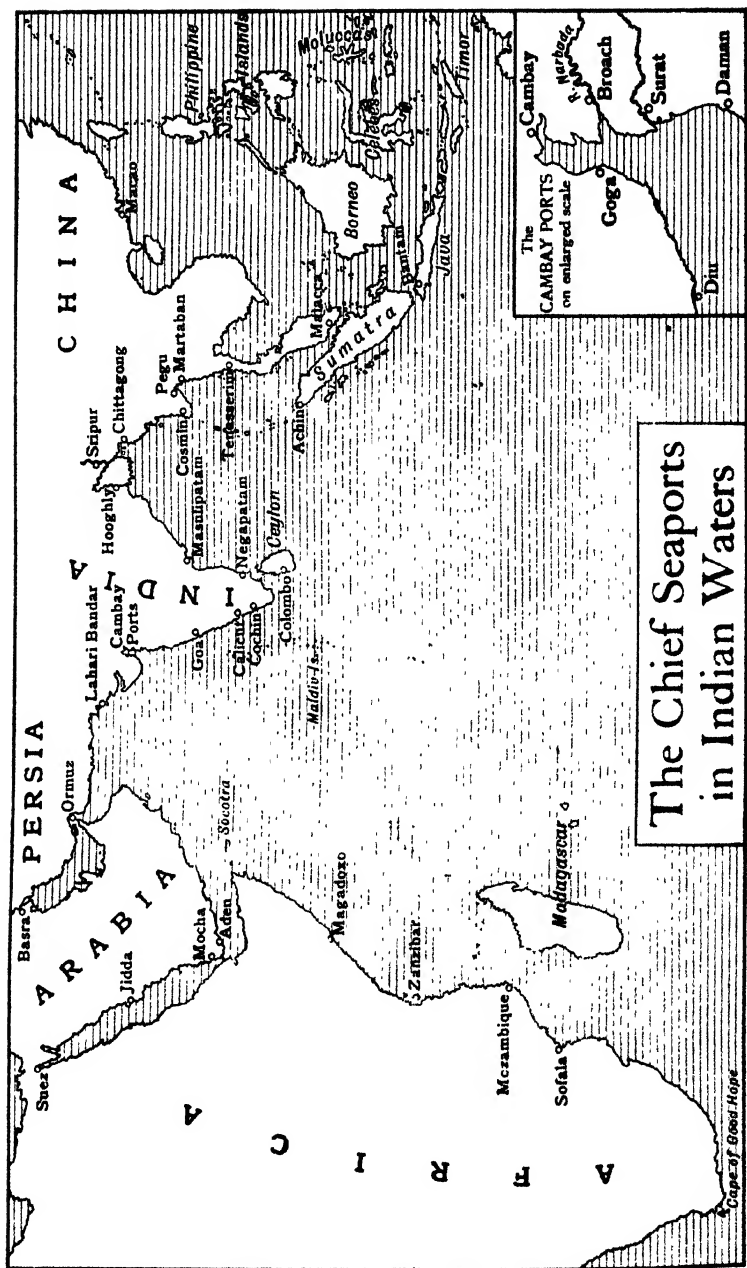 CHINA
PERSIA
ARABIA
INDIA
AFRICA
Suez
Basra
Ormuz
Jidda
Mocha
Aden
Socotra
Lahari Bandar
Cambay
Ports
Goa
Calicut
Cochin
Colombo
Ceylon
Negapatam
Masulipatam
Hooghly
Sripur
Chittagong
Cosmin
Pegu
Martaban
Tenasserim
Malacca
Achin
Sumatra
Bantam
Java
Borneo
Celebes
Moluccas
Timor
Philippine
Islands
Macao
Maldiv Is.
Magadoxo
Zanzibar
Mozambique
Sofala
Madagascar
Cape of Good Hope
The Chief Seaports
in Indian Waters
The
CAMBAY PORTS
on enlarged scale
Cambay
R. Narbada
Broach
Goga
Surat
Diu
Daman